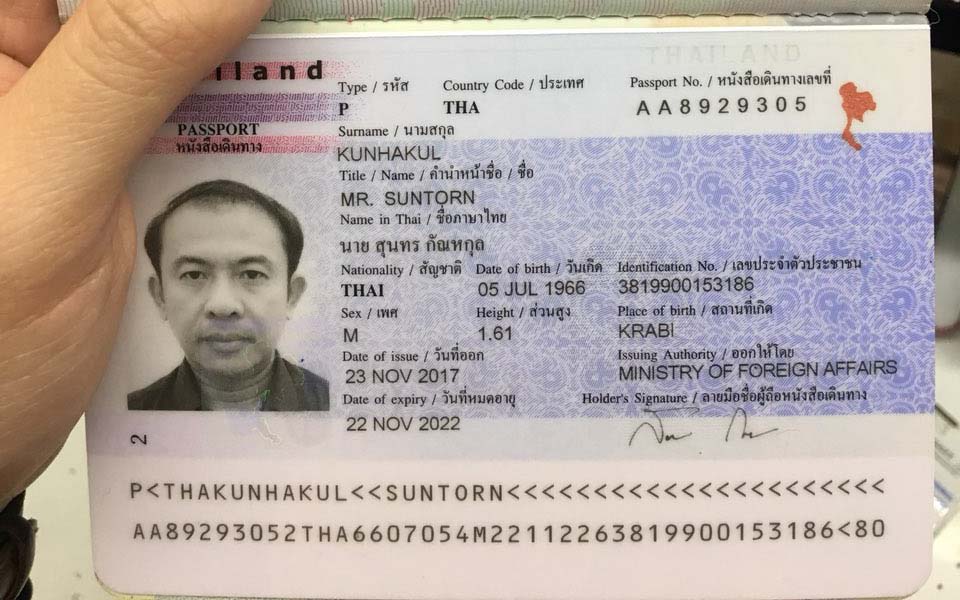 THAILAND
iland
Type / รหัส Country Code / ประเทศ Passport No. / หนังสือเดินทางเลขที่
P THA AA8929305
PASSPORT
หนังสือเดินทาง
Surname / นามสกุล
KUNHAKUL
Title / Name / คำนำหน้าชื่อ / ชื่อ
MR. SUNTORN
Name in Thai / ชื่อภาษาไทย
นาย สุนทร กัณหกุล
Nationality / สัญชาติ Date of birth / วันเกิด Identification No. / เลขประจำตัวประชาชน
THAI 05 JUL 1966 3819900153186
Sex / เพศ Height / ส่วนสูง Place of birth / สถานที่เกิด
M 1.61 KRABI
Date of issue / วันที่ออก Issuing Authority / ออกให้โดย
23 NOV 2017 MINISTRY OF FOREIGN AFFAIRS
Date of expiry / วันที่หมดอายุ Holder's Signature / ลายมือชื่อผู้ถือหนังสือเดินทาง
22 NOV 2022
2
P<THAKUNHAKUL<<SUNTORN<<<<<<<<<<<<<<<<<<<<<<
AA89293052THA6607054M22112263819900153186<80